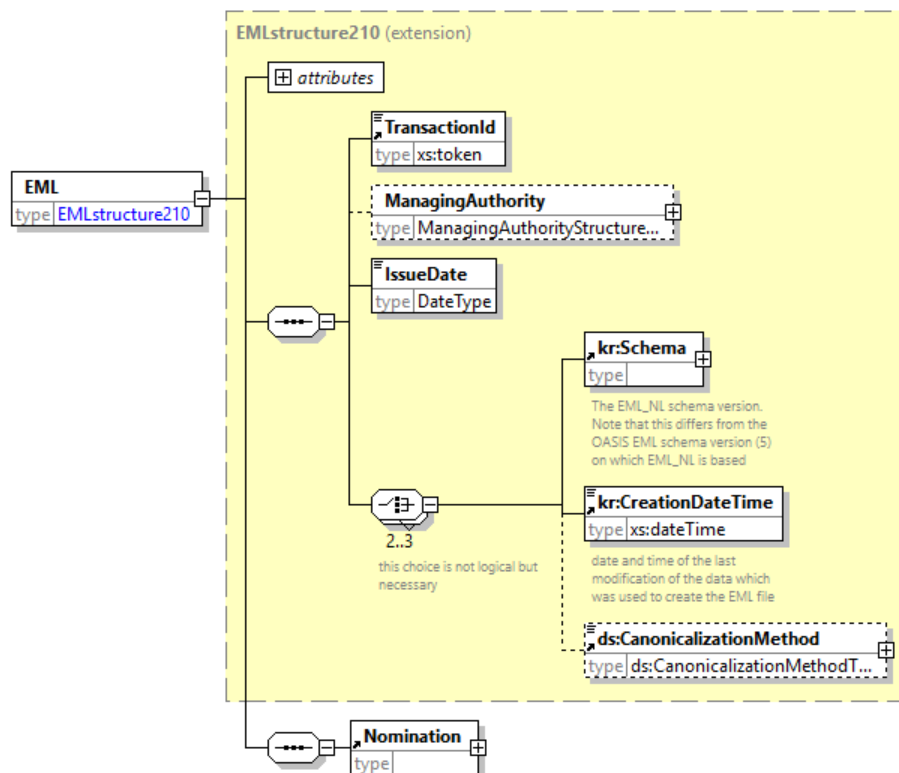 EMLstructure210 (extension)
attributes
TransactionId
type xs:token
EML
type EMLstructure210
ManagingAuthority
type ManagingAuthorityStructure...
IssueDate
type DateType
kr:Schema
type
The EML_NL schema version.
Note that this differs from the
OASIS EML schema version (5)
on which EML_NL is based
kr:CreationDateTime
type xs:dateTime
2..3
this choice is not logical but
necessary
date and time of the last
modification of the data which
was used to create the EML file
ds:CanonicalizationMethod
type ds:CanonicalizationMethodT...
Nomination
type